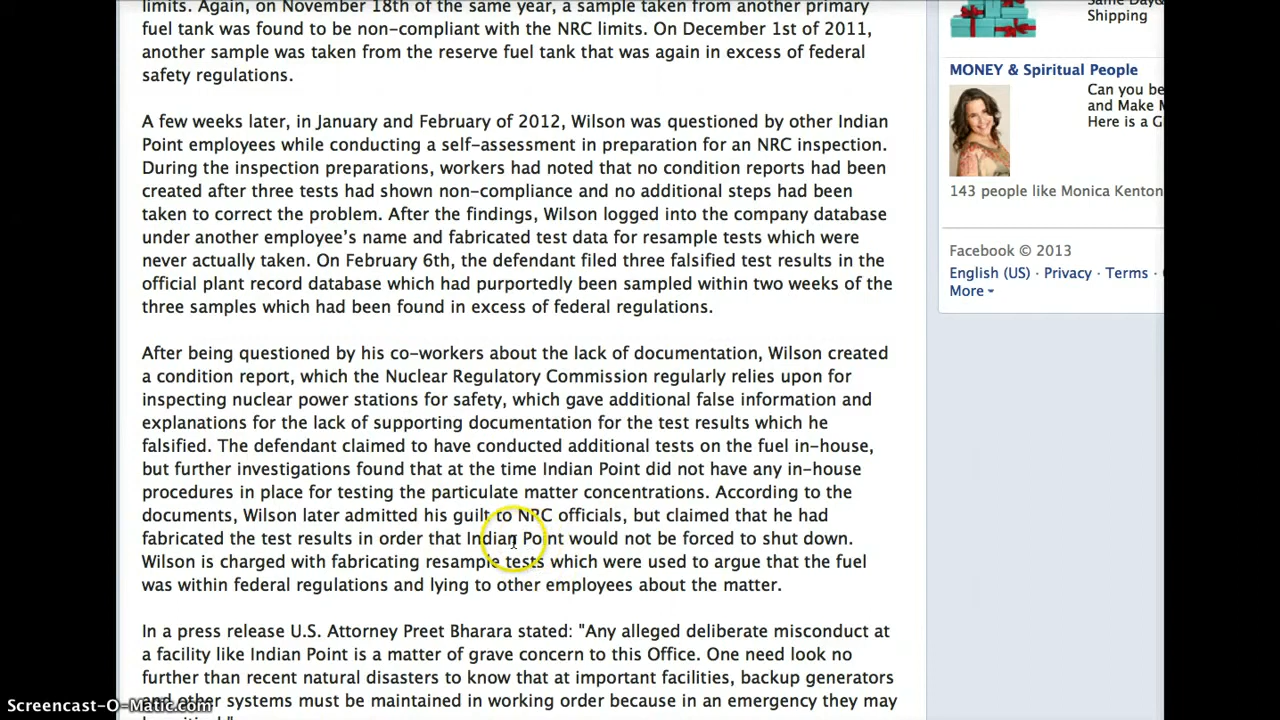 limits. Again, on November 18th of the same year, a sample taken from another primary
fuel tank was found to be non-compliant with the NRC limits. On December 1st of 2011,
another sample was taken from the reserve fuel tank that was again in excess of federal
safety regulations.
A few weeks later, in January and February of 2012, Wilson was questioned by other Indian
Point employees while conducting a self-assessment in preparation for an NRC inspection.
During the inspection preparations, workers had noted that no condition reports had been
created after three tests had shown non-compliance and no additional steps had been
taken to correct the problem. After the findings, Wilson logged into the company database
under another employee's name and fabricated test data for resample tests which were
never actually taken. On February 6th, the defendant filed three falsified test results in the
official plant record database which had purportedly been sampled within two weeks of the
three samples which had been found in excess of federal regulations.
After being questioned by his co-workers about the lack of documentation, Wilson created
a condition report, which the Nuclear Regulatory Commission regularly relies upon for
inspecting nuclear power stations for safety, which gave additional false information and
explanations for the lack of supporting documentation for the test results which he
falsified. The defendant claimed to have conducted additional tests on the fuel in-house,
but further investigations found that at the time Indian Point did not have any in-house
procedures in place for testing the particulate matter concentrations. According to the
documents, Wilson later admitted his guilt to NRC officials, but claimed that he had
fabricated the test results in order that Indian Point would not be forced to shut down.
Wilson is charged with fabricating resample tests which were used to argue that the fuel
was within federal regulations and lying to other employees about the matter.
In a press release U.S. Attorney Preet Bharara stated: "Any alleged deliberate misconduct at
a facility like Indian Point is a matter of grave concern to this Office. One need look no
further than recent natural disasters to know that at important facilities, backup generators
and other systems must be maintained in working order because in an emergency they may
Same Day
Shipping
MONEY & Spiritual People
Can you be
and Make M
Here is a G
143 people like Monica Kenton
Facebook © 2013
English (US) · Privacy · Terms ·
More
Screencast-O-Matic.com